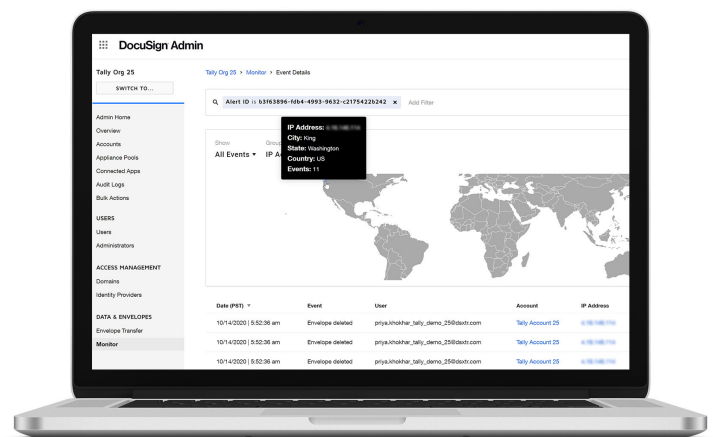 DocuSign Admin
Tally Org 25
SWITCH TO...
Admin Home
Overview
Accounts
Appliance Pools
Connected Apps
Audit Logs
Bulk Actions
USERS
Users
Administrators
ACCESS MANAGEMENT
Domains
Identity Providers
DATA & ENVELOPES
Envelope Transfer
Monitor
Tally Org 25 > Monitor > Event Details
Alert ID is b3f63896-fdb4-4993-9632-c2175422b242 x Add Filter
Show Group
All Events ▾ IP A
IP Address:
City: King
State: Washington
Country: US
Events: 11
Date (PST) ▾ Event User Account IP Address
10/14/2020 | 5:52:36 am Envelope deleted priya.khokhar_tally_demo_25@dsxtr.com Tally Account 25
10/14/2020 | 5:52:36 am Envelope deleted priya.khokhar_tally_demo_25@dsxtr.com Tally Account 25
10/14/2020 | 5:52:36 am Envelope deleted priya.khokhar_tally_demo_25@dsxtr.com Tally Account 25